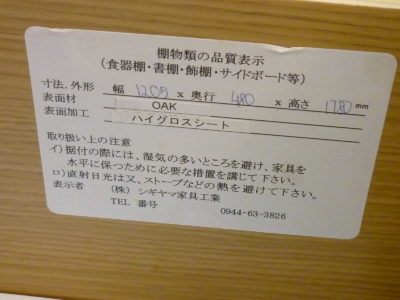 棚物類の品質表示
(食器棚・書棚・飾棚・サイドボード等)
寸法、外形 幅 1205 x 奥行 480 x 高さ 1780 mm
表面材 OAK
表面加工 ハイグロスシート
取り扱い上の注意
イ)据付の際には、湿気の多いところを避け、家具を
水平に保つために必要な措置を講じて下さい。
ロ)直射日光は又、ストーブなどの熱を避けて下さい。
表示者 (株) シギヤマ家具工業
TEL 番号 0944-63-3826